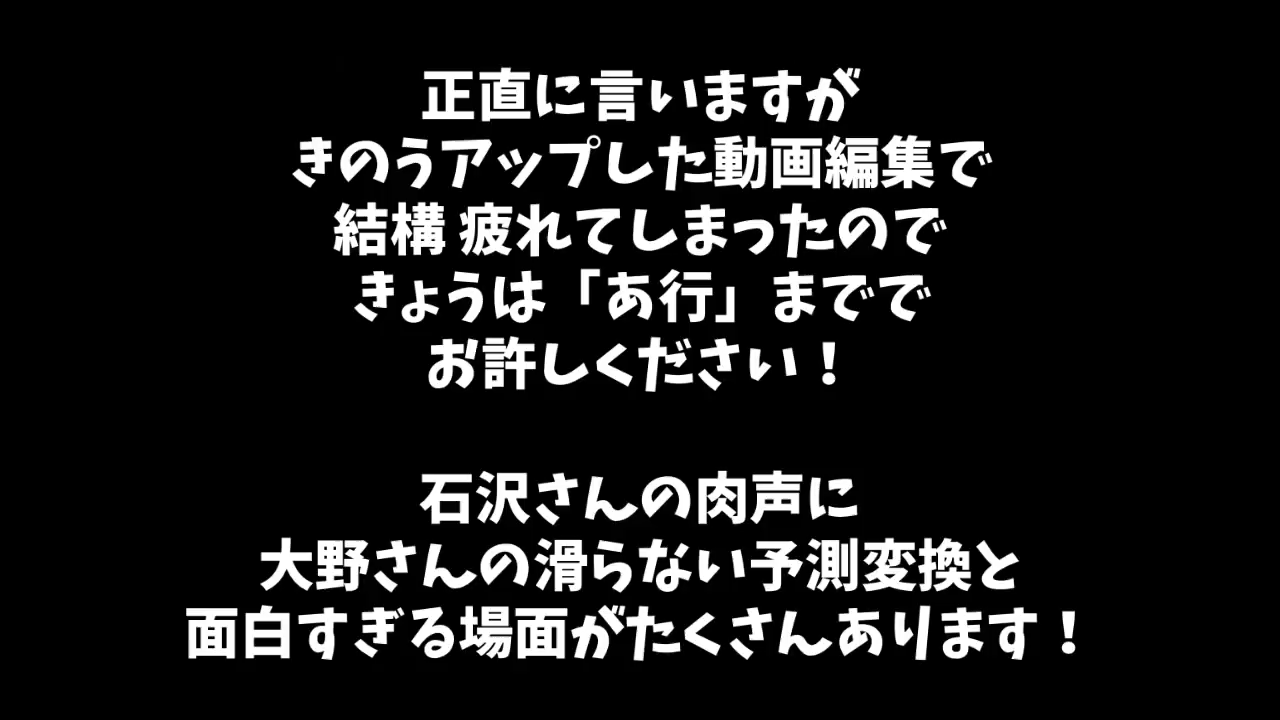 正直に言いますが
きのうアップした動画編集で
結構 疲れてしまったので
きょうは「あ行」までで
お許しください！
石沢さんの肉声に
大野さんの滑らない予測変換と
面白すぎる場面がたくさんあります！